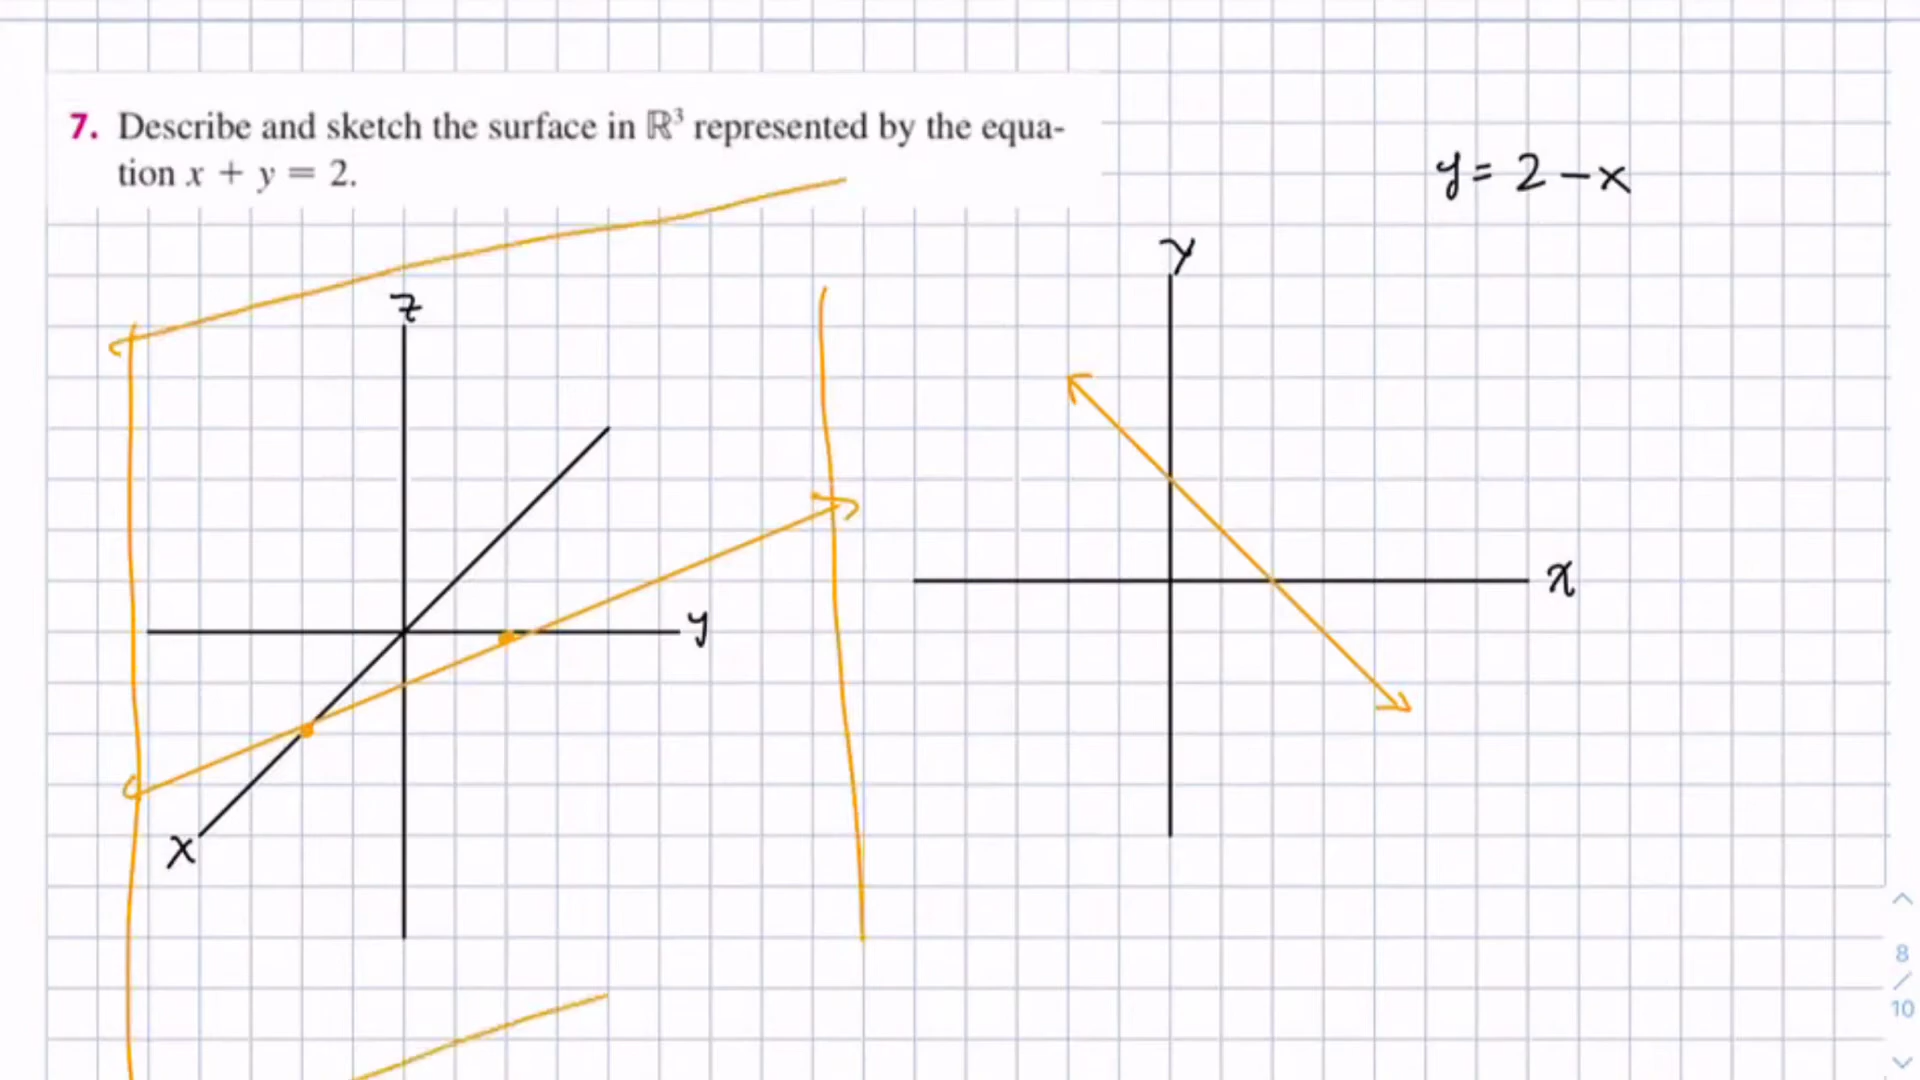 7. Describe and sketch the surface in ℝ³ represented by the equa-
tion x + y = 2.
y = 2 - x
y
z
x
y
x
8
/
10